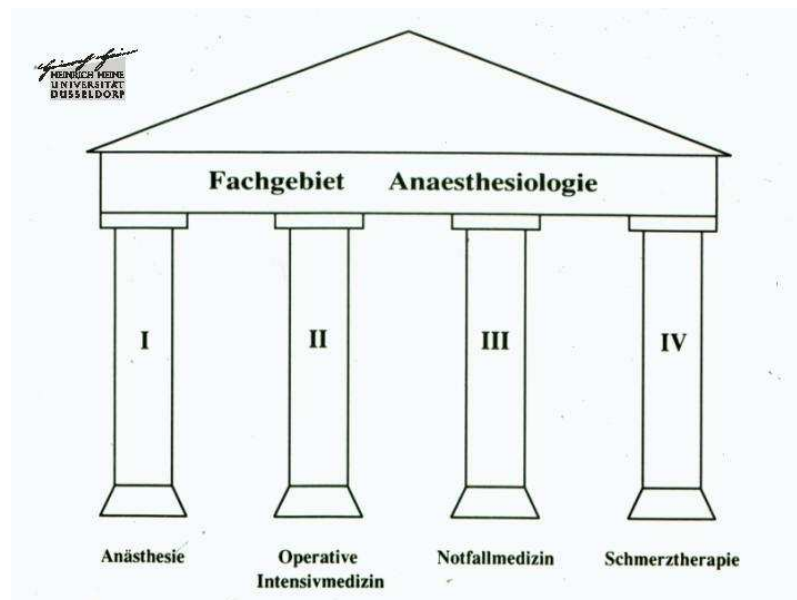 HEINRICH HEINE
UNIVERSITÄT
DÜSSELDORF
Fachgebiet Anaesthesiologie
I II III IV
Anästhesie Operative Intensivmedizin Notfallmedizin Schmerztherapie